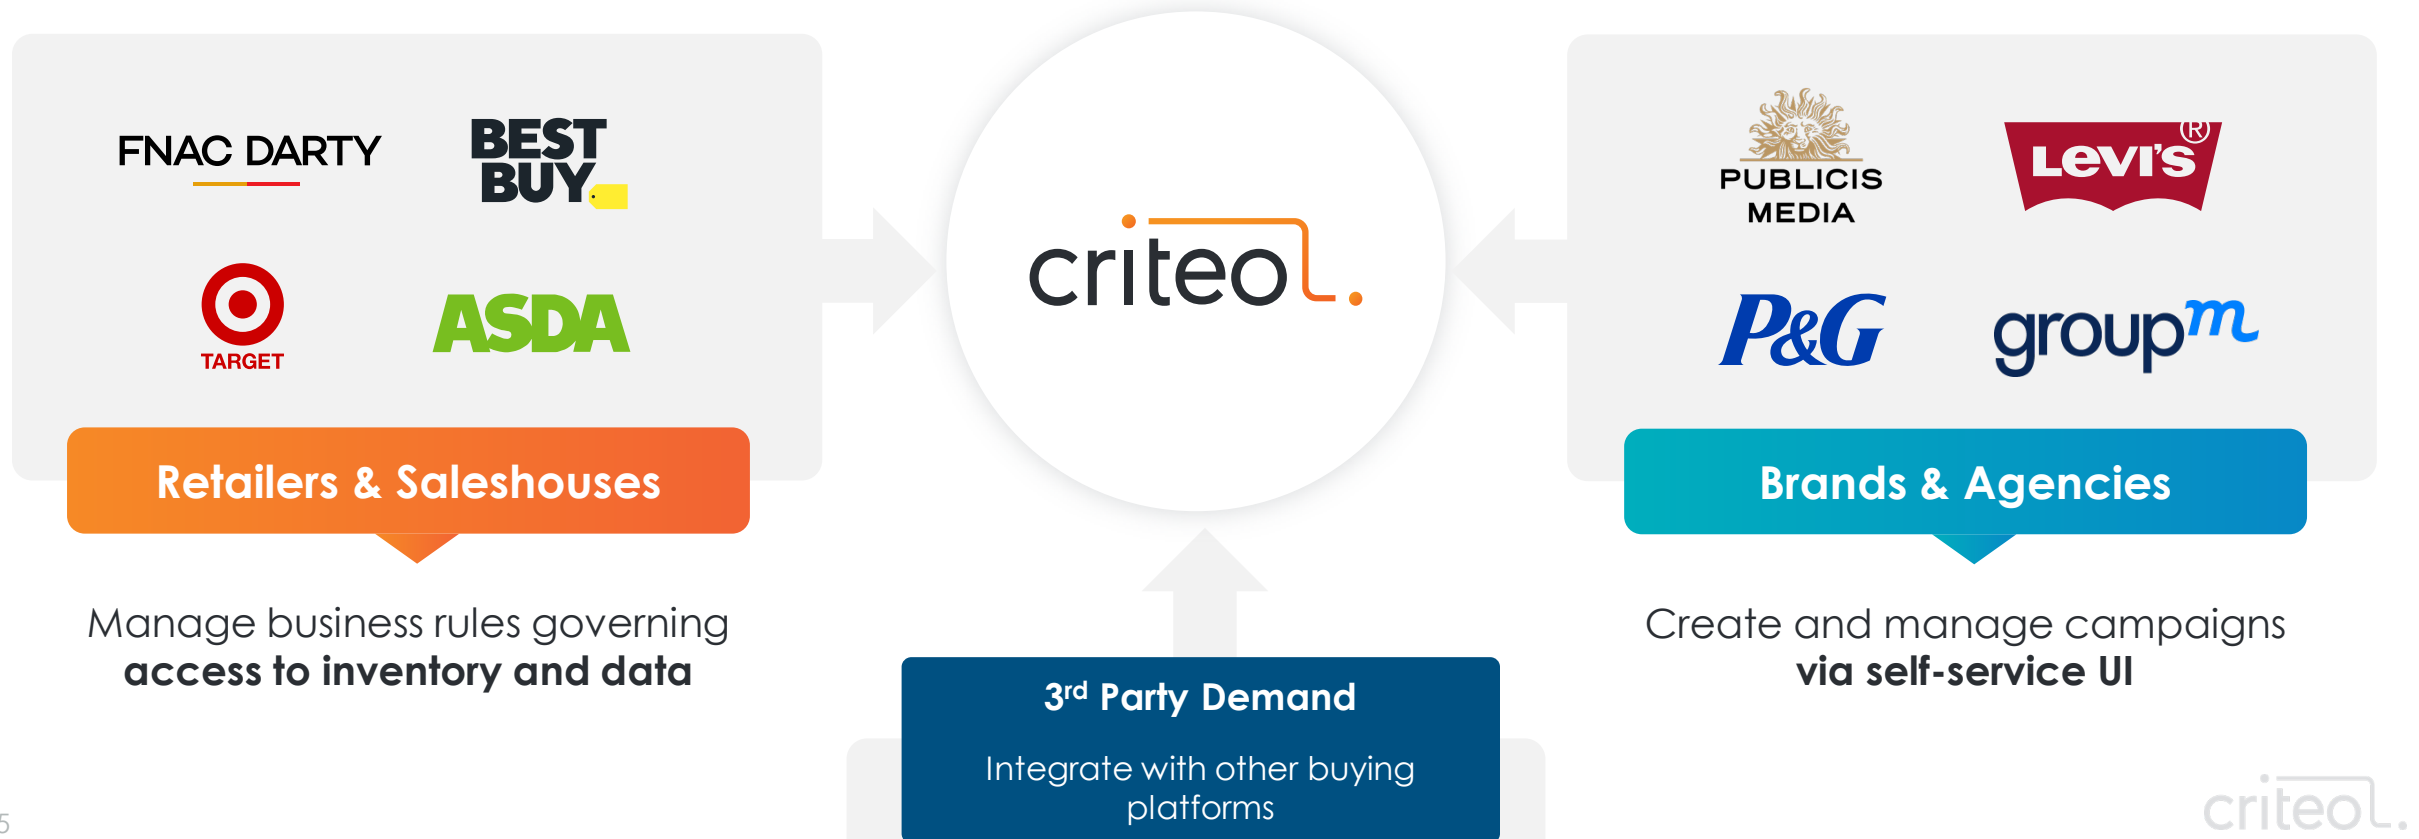 FNAC DARTY
BEST
BUY
TARGET
ASDA
Retailers & Saleshouses
Manage business rules governing
access to inventory and data
criteo
3rd Party Demand
Integrate with other buying
platforms
PUBLICIS
MEDIA
LEVI'S®
P&G
groupm
Brands & Agencies
Create and manage campaigns
via self-service UI
5
criteo